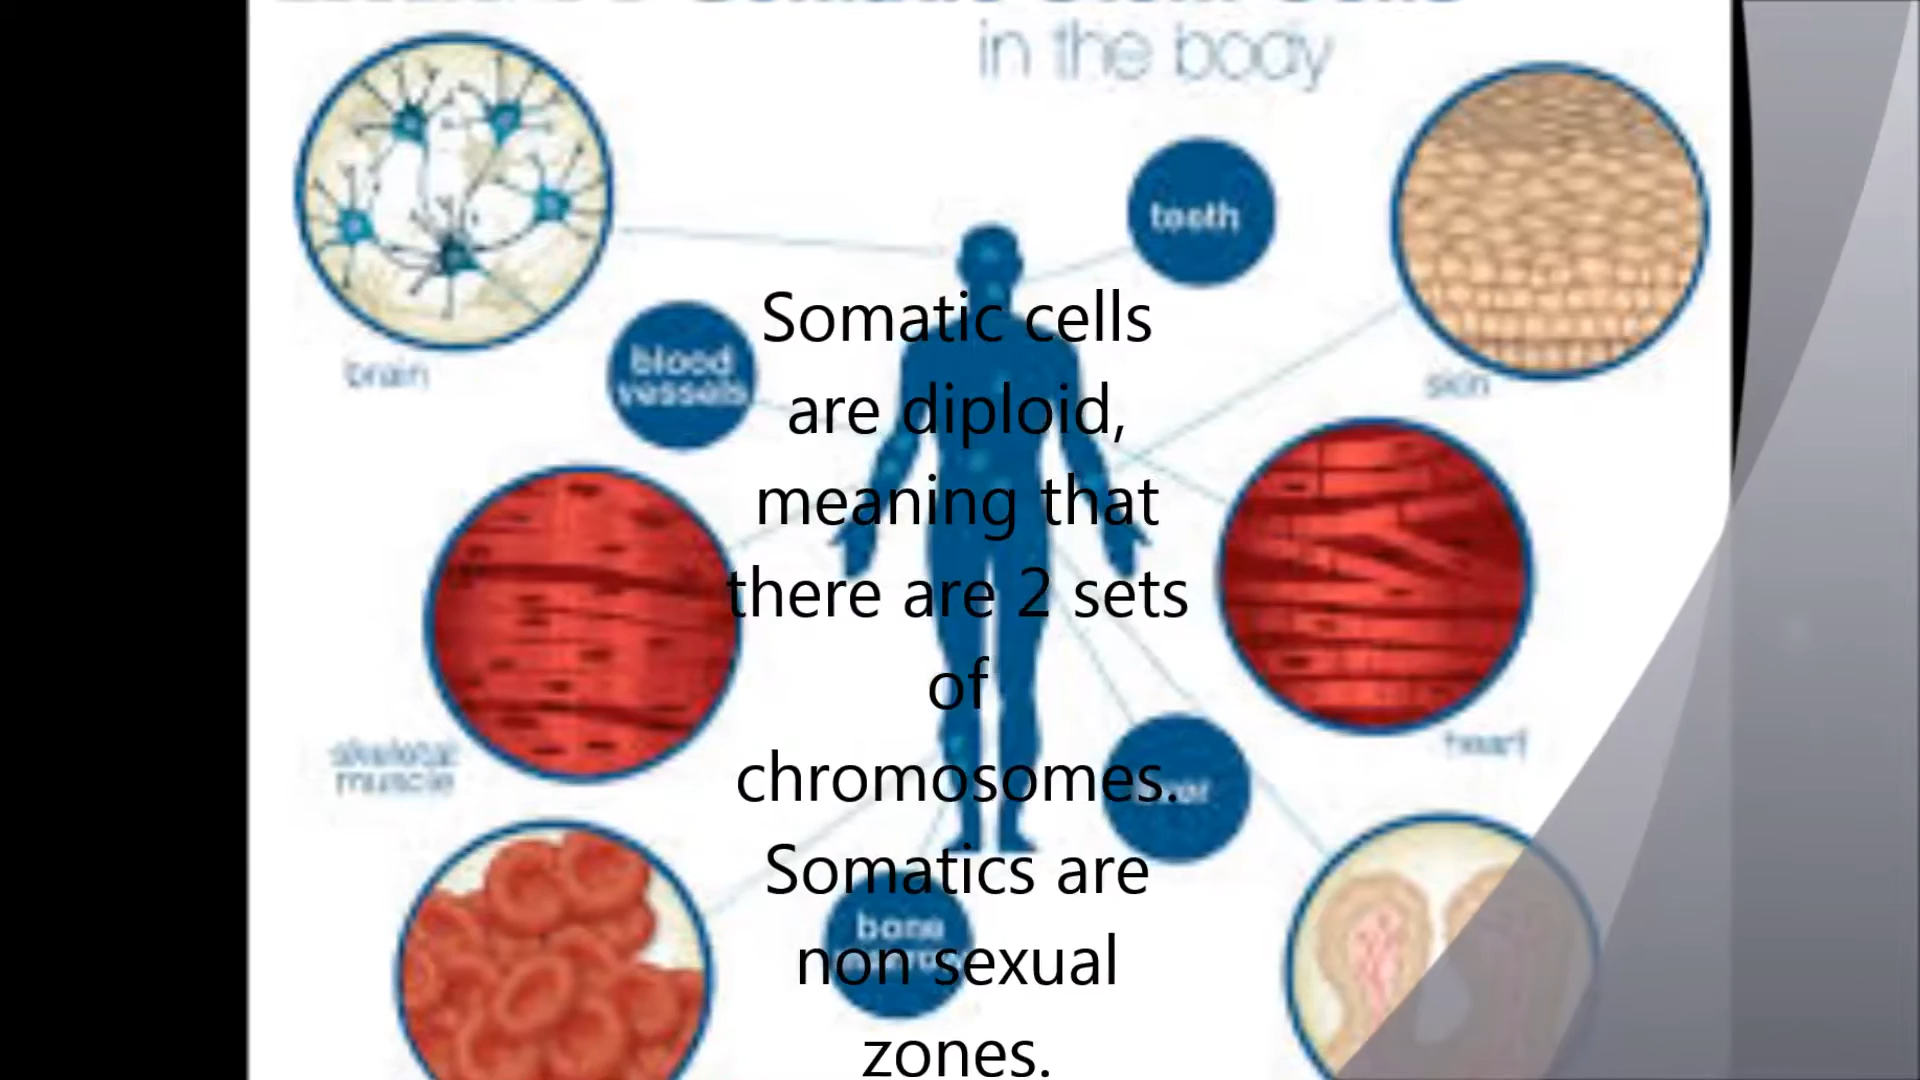 in the body
teeth
brain
blood
vessels
skin
Somatic cells
are diploid,
meaning that
there are 2 sets
of
chromosomes.
Somatics are
non sexual
zones.
skeletal
muscle
heart
bone